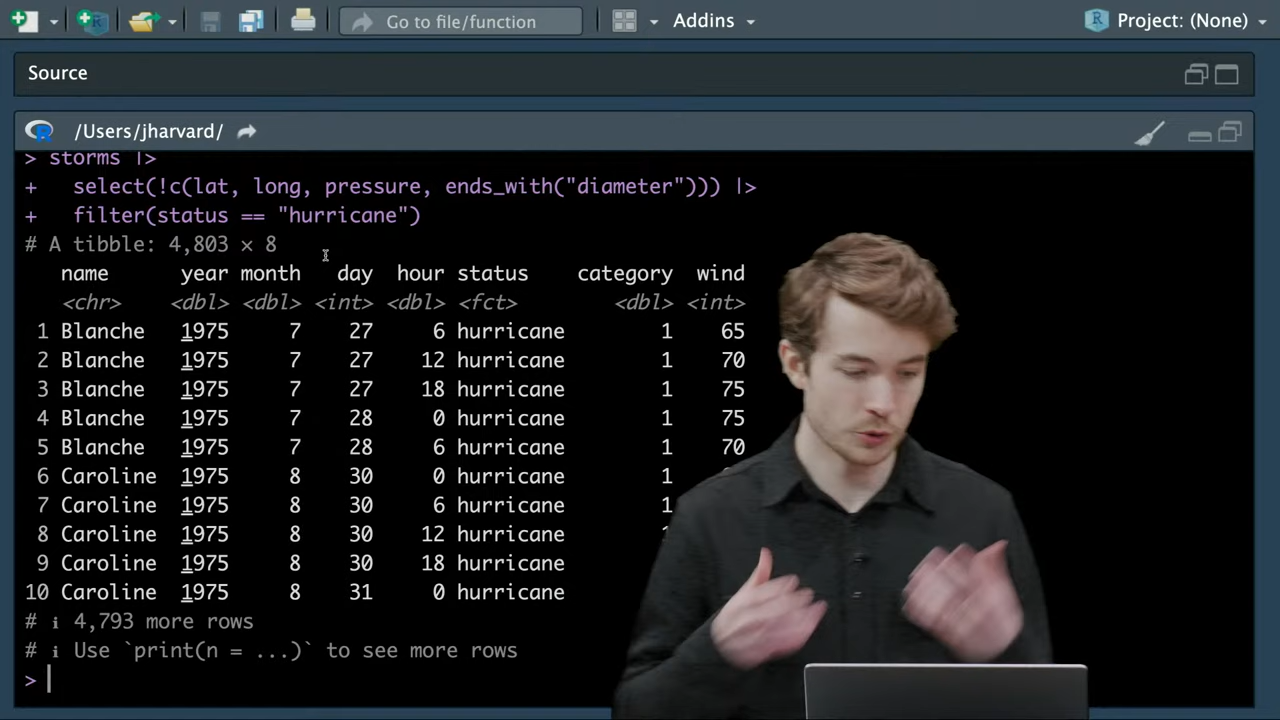 Go to file/function
Addins
Project: (None)
Source
R /Users/jharvard/
> storms |>
+ select(!c(lat, long, pressure, ends_with("diameter"))) |>
+ filter(status == "hurricane")
# A tibble: 4,803 × 8
name year month day hour status category wind
<chr> <dbl> <dbl> <int> <dbl> <fct> <dbl> <int>
1 Blanche 1975 7 27 6 hurricane 1 65
2 Blanche 1975 7 27 12 hurricane 1 70
3 Blanche 1975 7 27 18 hurricane 1 75
4 Blanche 1975 7 28 0 hurricane 1 75
5 Blanche 1975 7 28 6 hurricane 1 70
6 Caroline 1975 8 30 0 hurricane 1
7 Caroline 1975 8 30 6 hurricane 1
8 Caroline 1975 8 30 12 hurricane
9 Caroline 1975 8 30 18 hurricane
10 Caroline 1975 8 31 0 hurricane
# ℹ 4,793 more rows
# ℹ Use `print(n = ...)` to see more rows
>